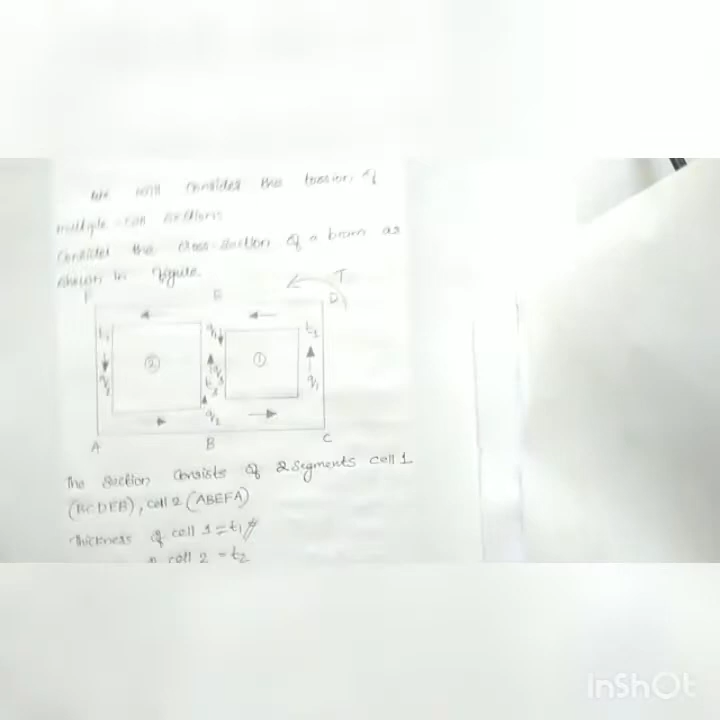 We will consider the torsion of
multiple cell sections
Consider the cross-section of a beam as
shown in figure
T
F E D
t1
q1
q2
②
①
t3
q3
q1
q2
A B C
The section consists of 2 segments cell 1
(BCDEB), cell 2 (ABEFA)
Thickness of cell 1 = t1
cell 2 = t2
InShOt